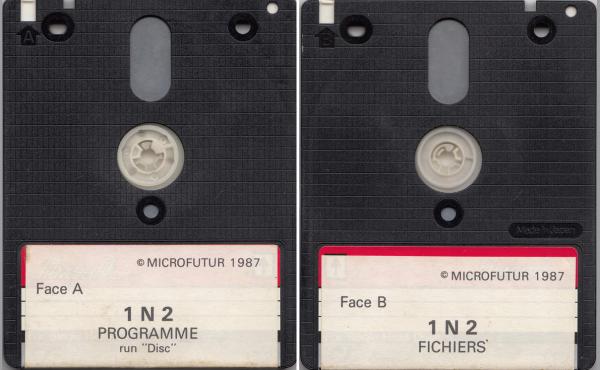 A
© MICROFUTUR 1987
Face A
1 N 2
PROGRAMME
run "Disc"
B
Made in Japan
© MICROFUTUR 1987
Face B
1 N 2
FICHIERS